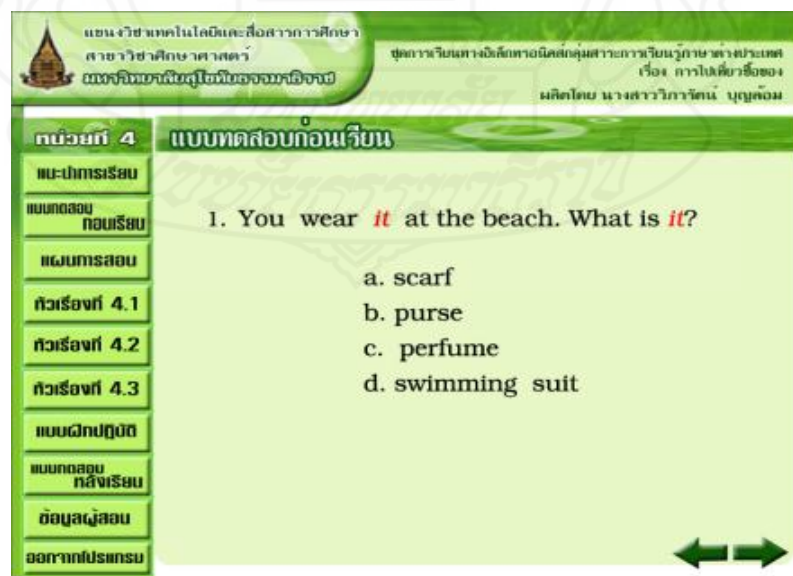 แขนงวิชาเทคโนโลยีและสื่อสารการศึกษา
สาขาวิชาศึกษาศาสตร์
มหาวิทยาลัยสุโขทัยธรรมาธิราช
ชุดการเรียนทางอิเล็กทรอนิคส์กลุ่มสาระการเรียนรู้ภาษาต่างประเทศ
เรื่อง การไปเที่ยวซื้อของ
ผลิตโดย นางสาววิภารัตน์ บุญล้อม
หน่วยที่ 4
แบบทดสอบก่อนเรียน
แนะนำการเรียน
แบบทดสอบ
ก่อนเรียน
แผนการสอน
หัวเรื่องที่ 4.1
หัวเรื่องที่ 4.2
หัวเรื่องที่ 4.3
แบบฝึกปฏิบัติ
แบบทดสอบ
หลังเรียน
ข้อมูลผู้สอน
ออกจากโปรแกรม
1. You wear it at the beach. What is it?
a. scarf
b. purse
c. perfume
d. swimming suit